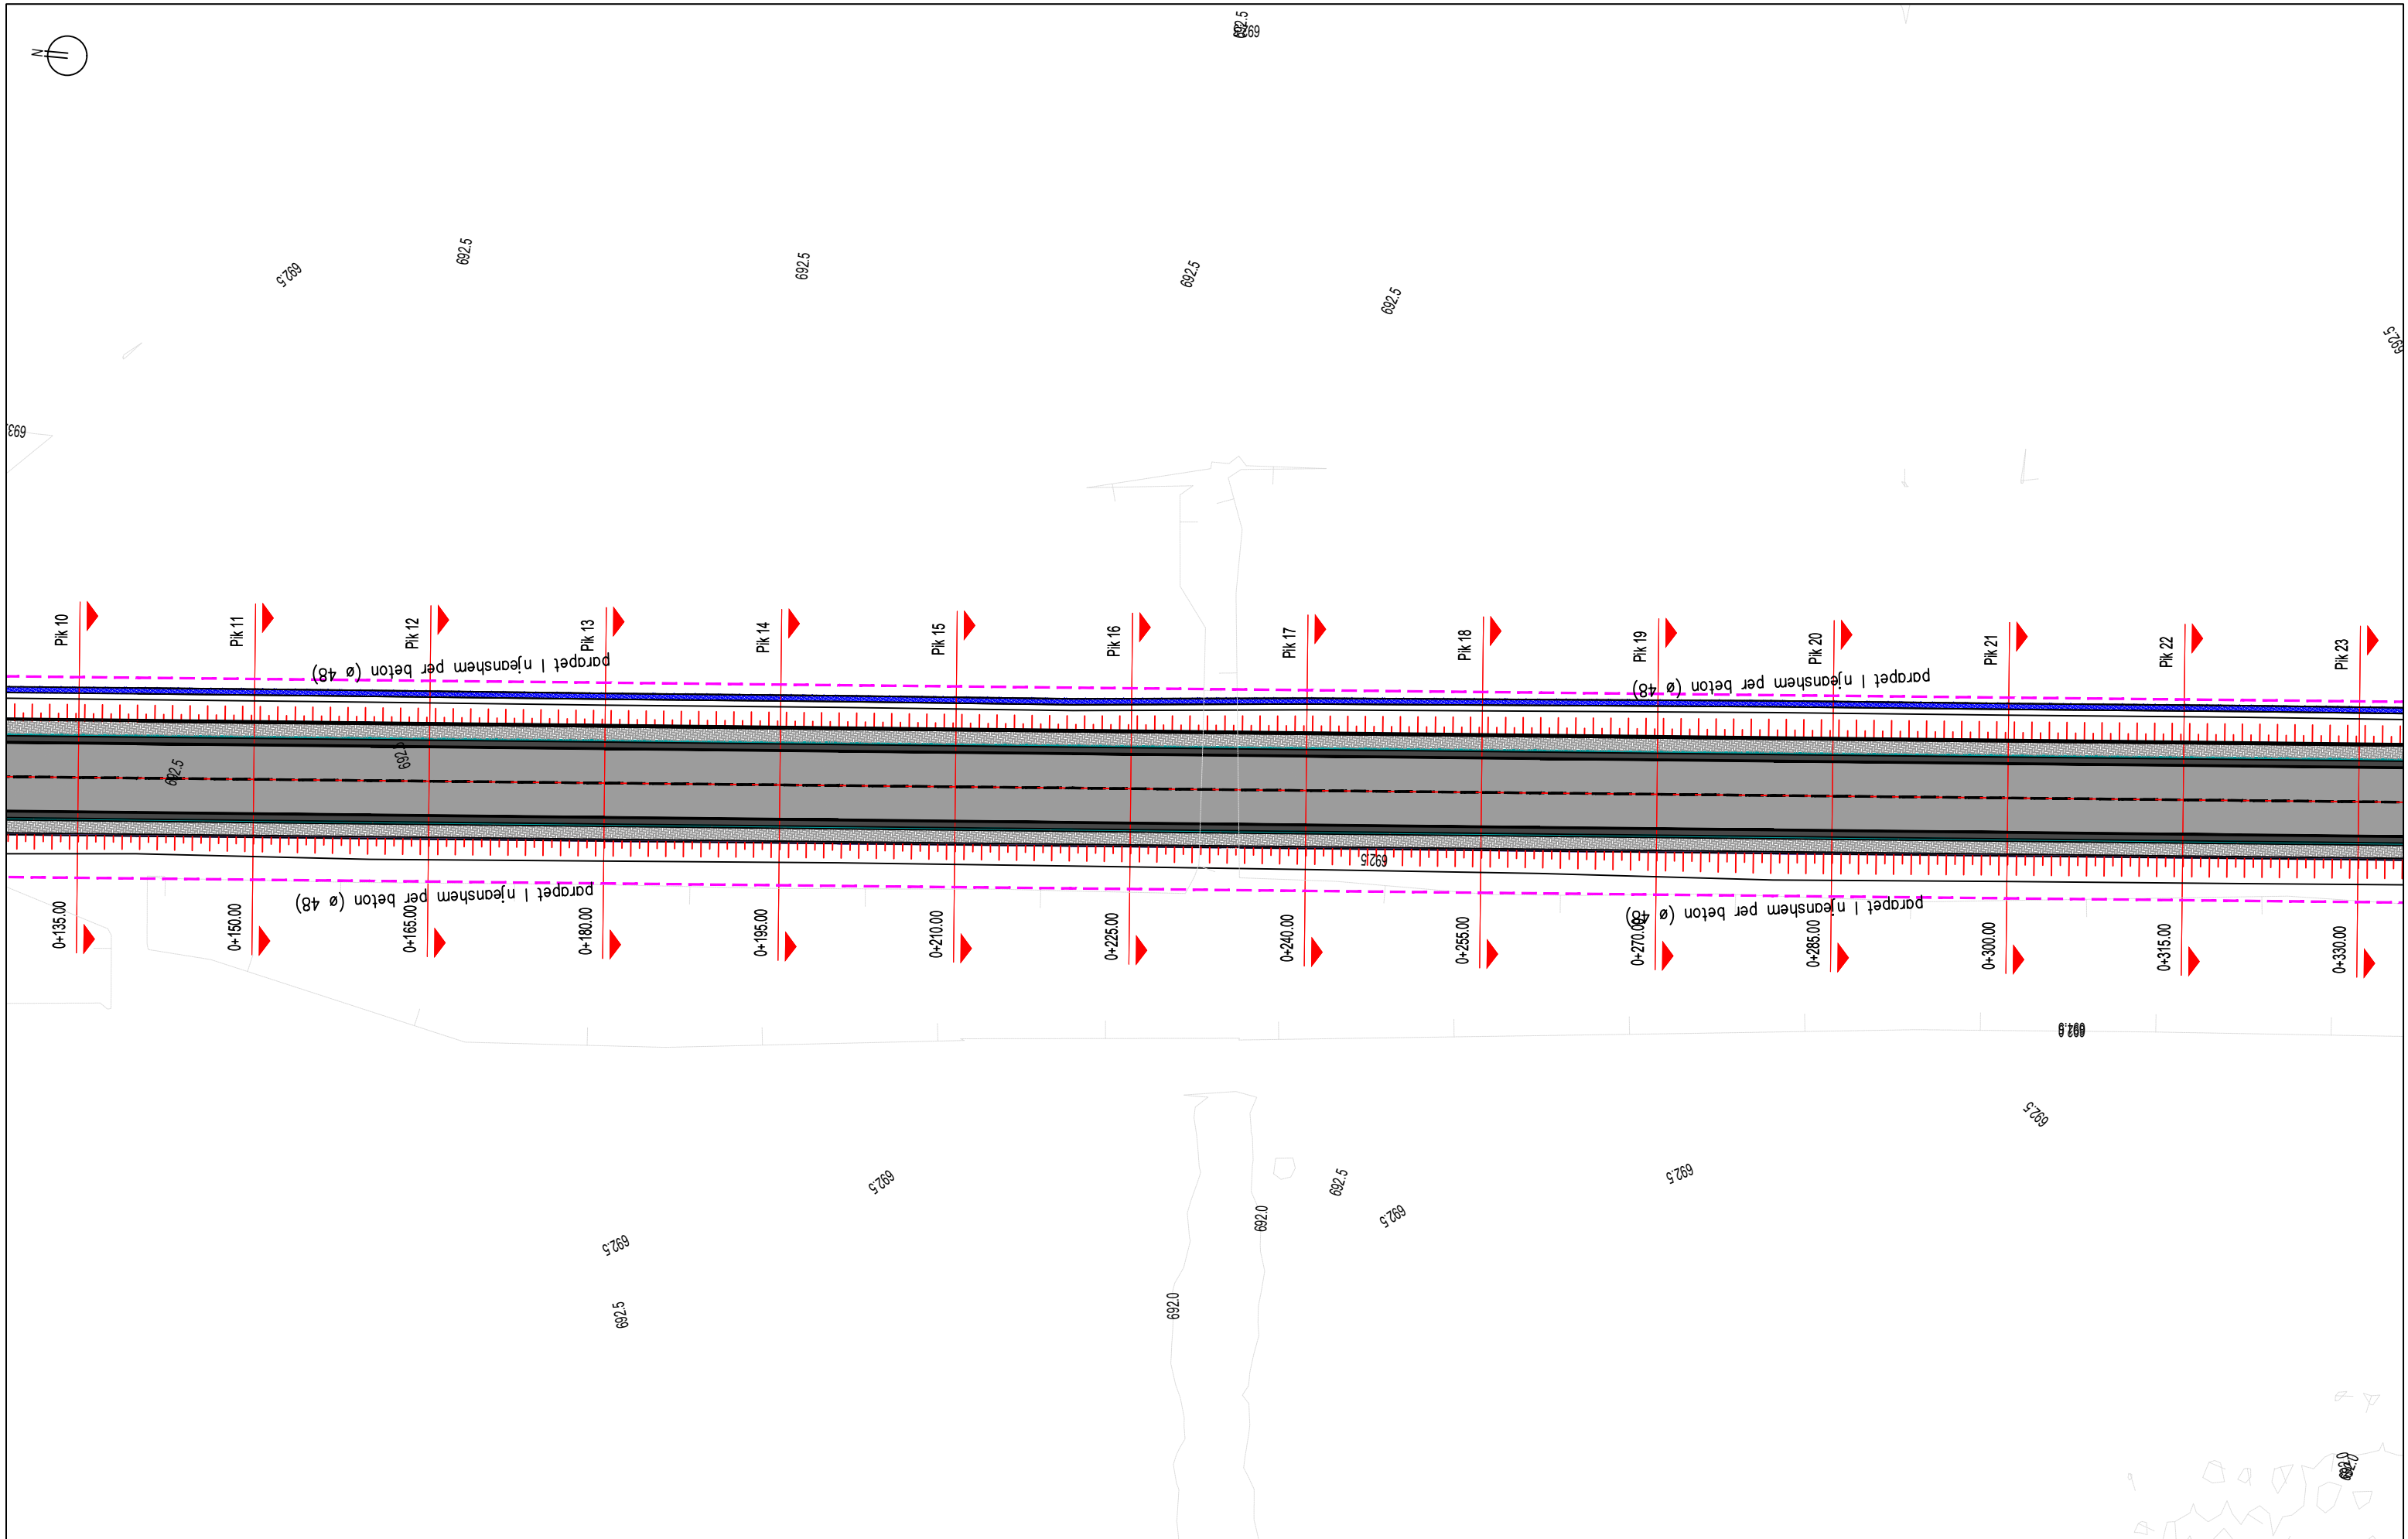 N
692.5
692.5
692.5
692.5
692.5
692.5
692.5
693.
Pik 10
Pik 11
Pik 12
Pik 13
Pik 14
Pik 15
Pik 16
Pik 17
Pik 18
Pik 19
Pik 20
Pik 21
Pik 22
Pik 23
parapet I njeanshem per beton (ø 48)
parapet I njeanshem per beton (ø 48)
692.5
692.5
692.5
parapet I njeanshem per beton (ø 48)
parapet I njeanshem per beton (ø 48)
0+135.00
0+150.00
0+165.00
0+180.00
0+195.00
0+210.00
0+225.00
0+240.00
0+255.00
0+270.00
0+285.00
0+300.00
0+315.00
0+330.00
692.5
692.5
692.5
692.5
692.0
692.5
692.5
692.5
692.0
692.0